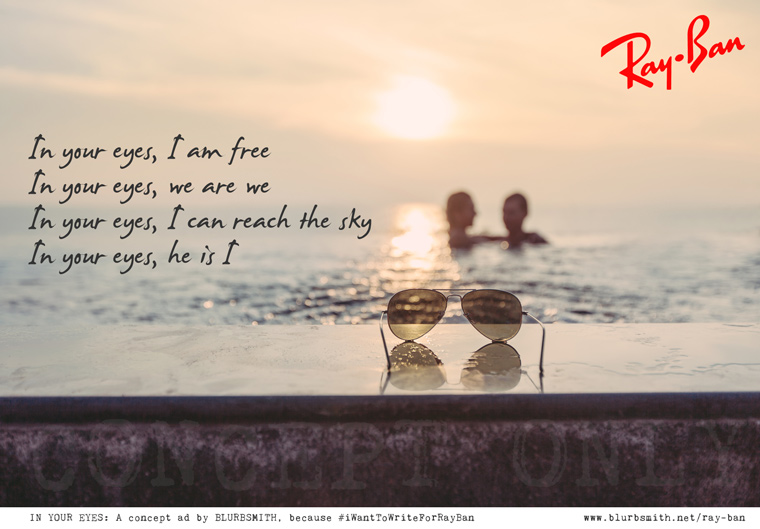 Ray-Ban
In your eyes, I am free
In your eyes, we are we
In your eyes, I can reach the sky
In your eyes, he is I
CONCEPT ONLY
IN YOUR EYES: A concept ad by BLURBSMITH, because #iWantToWriteForRayBan
www.blurbsmith.net/ray-ban